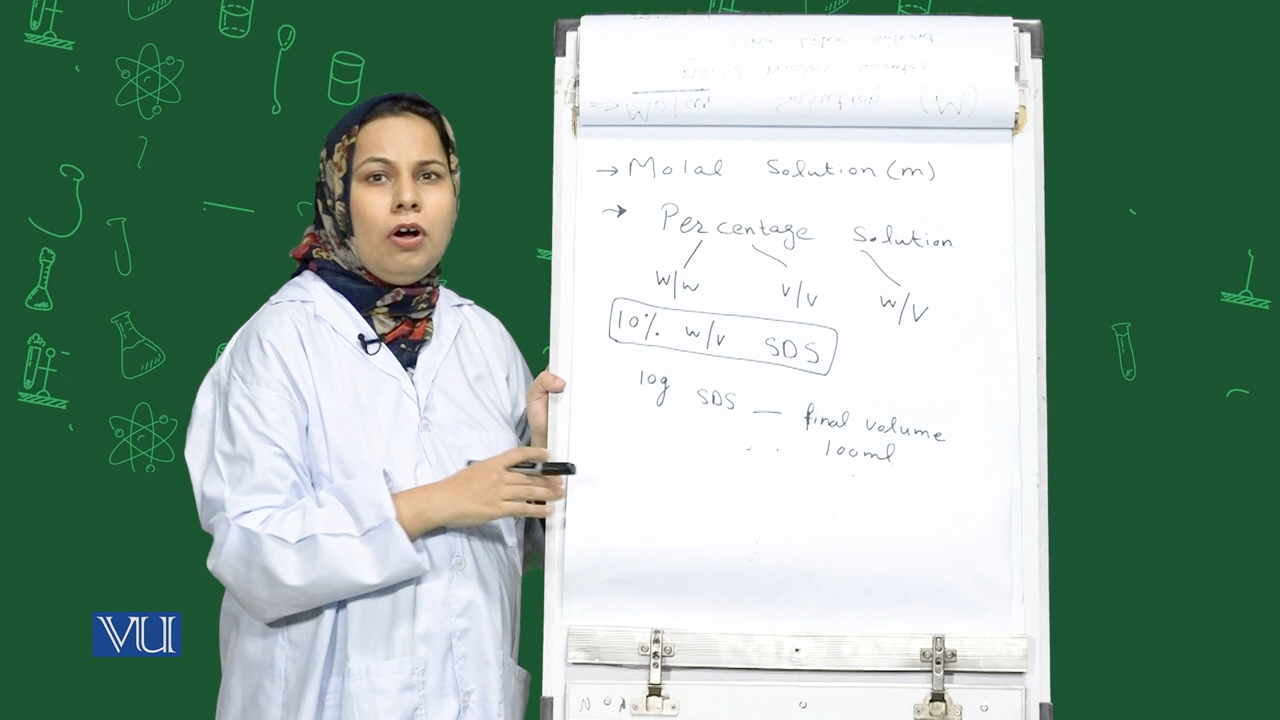 → Molal Solution (m)
→ Percentage Solution
w/w v/v w/v
10% w/v SDS
10g SDS — final volume
100ml
VU